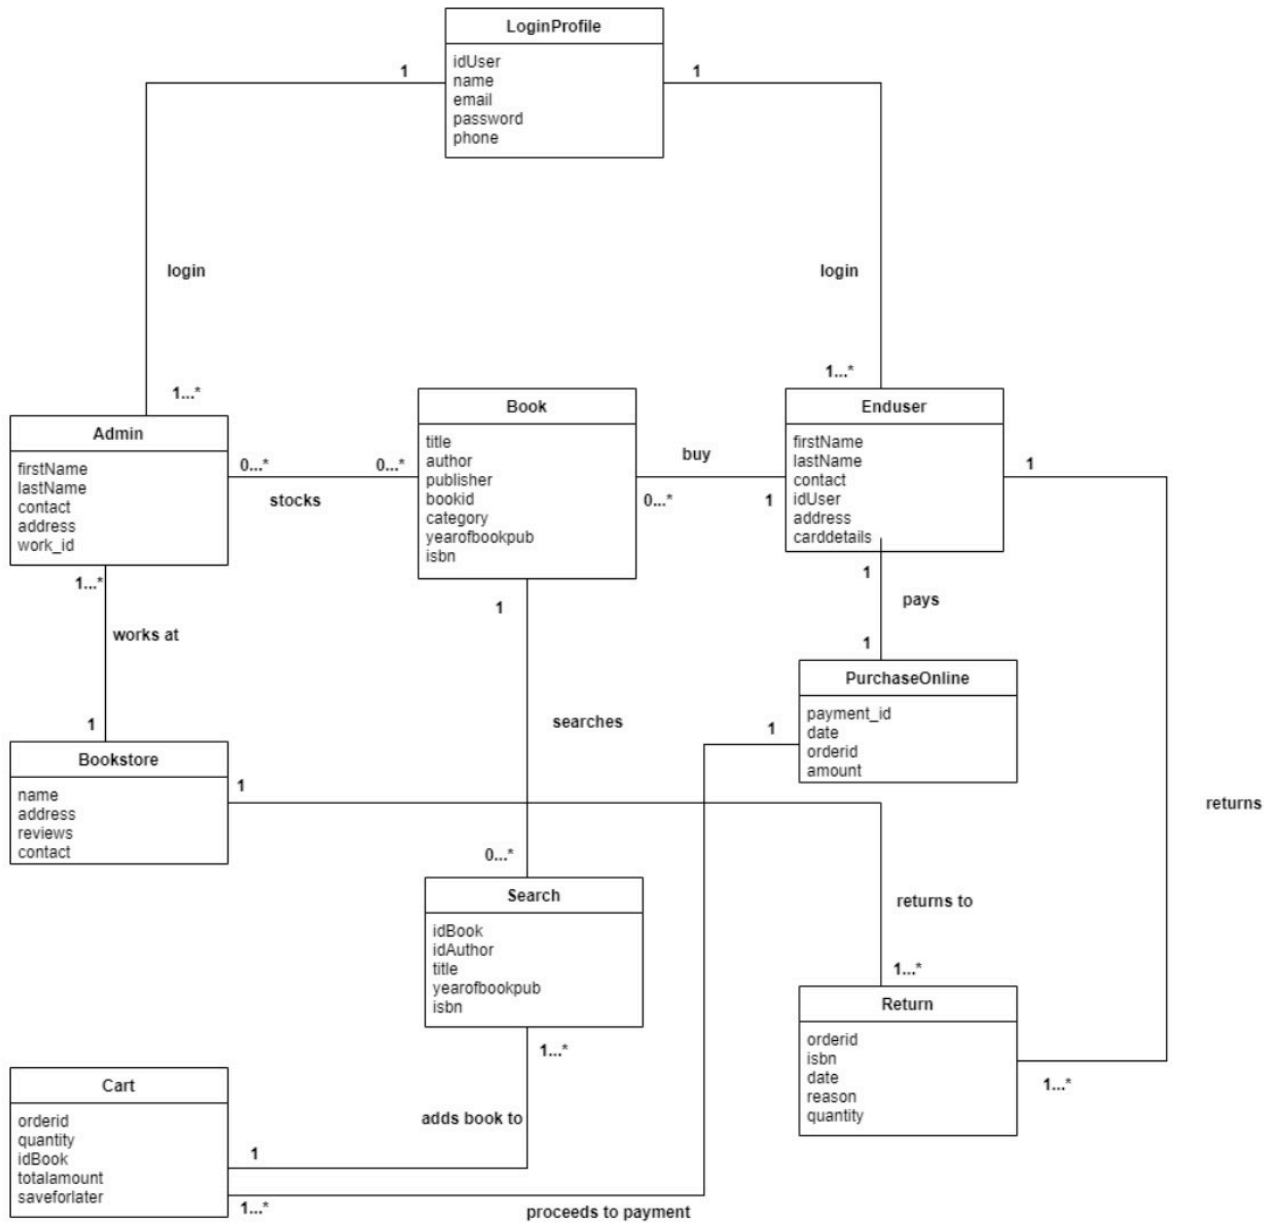 LoginProfile
idUser
name
email
password
phone
1
1
login
login
1...*
1...*
Admin
firstName
lastName
contact
address
work_id
0...*
0...*
stocks
Book
title
author
publisher
bookid
category
yearofbookpub
isbn
buy
0...*
1
Enduser
firstName
lastName
contact
idUser
address
carddetails
1
1...*
works at
1
1
searches
0...*
1
pays
1
PurchaseOnline
payment_id
date
orderid
amount
1
returns
Bookstore
name
address
reviews
contact
1
returns to
1...*
Search
idBook
idAuthor
title
yearofbookpub
isbn
1...*
Return
orderid
isbn
date
reason
quantity
1...*
Cart
orderid
quantity
idBook
totalamount
saveforlater
adds book to
1
1...*
proceeds to payment